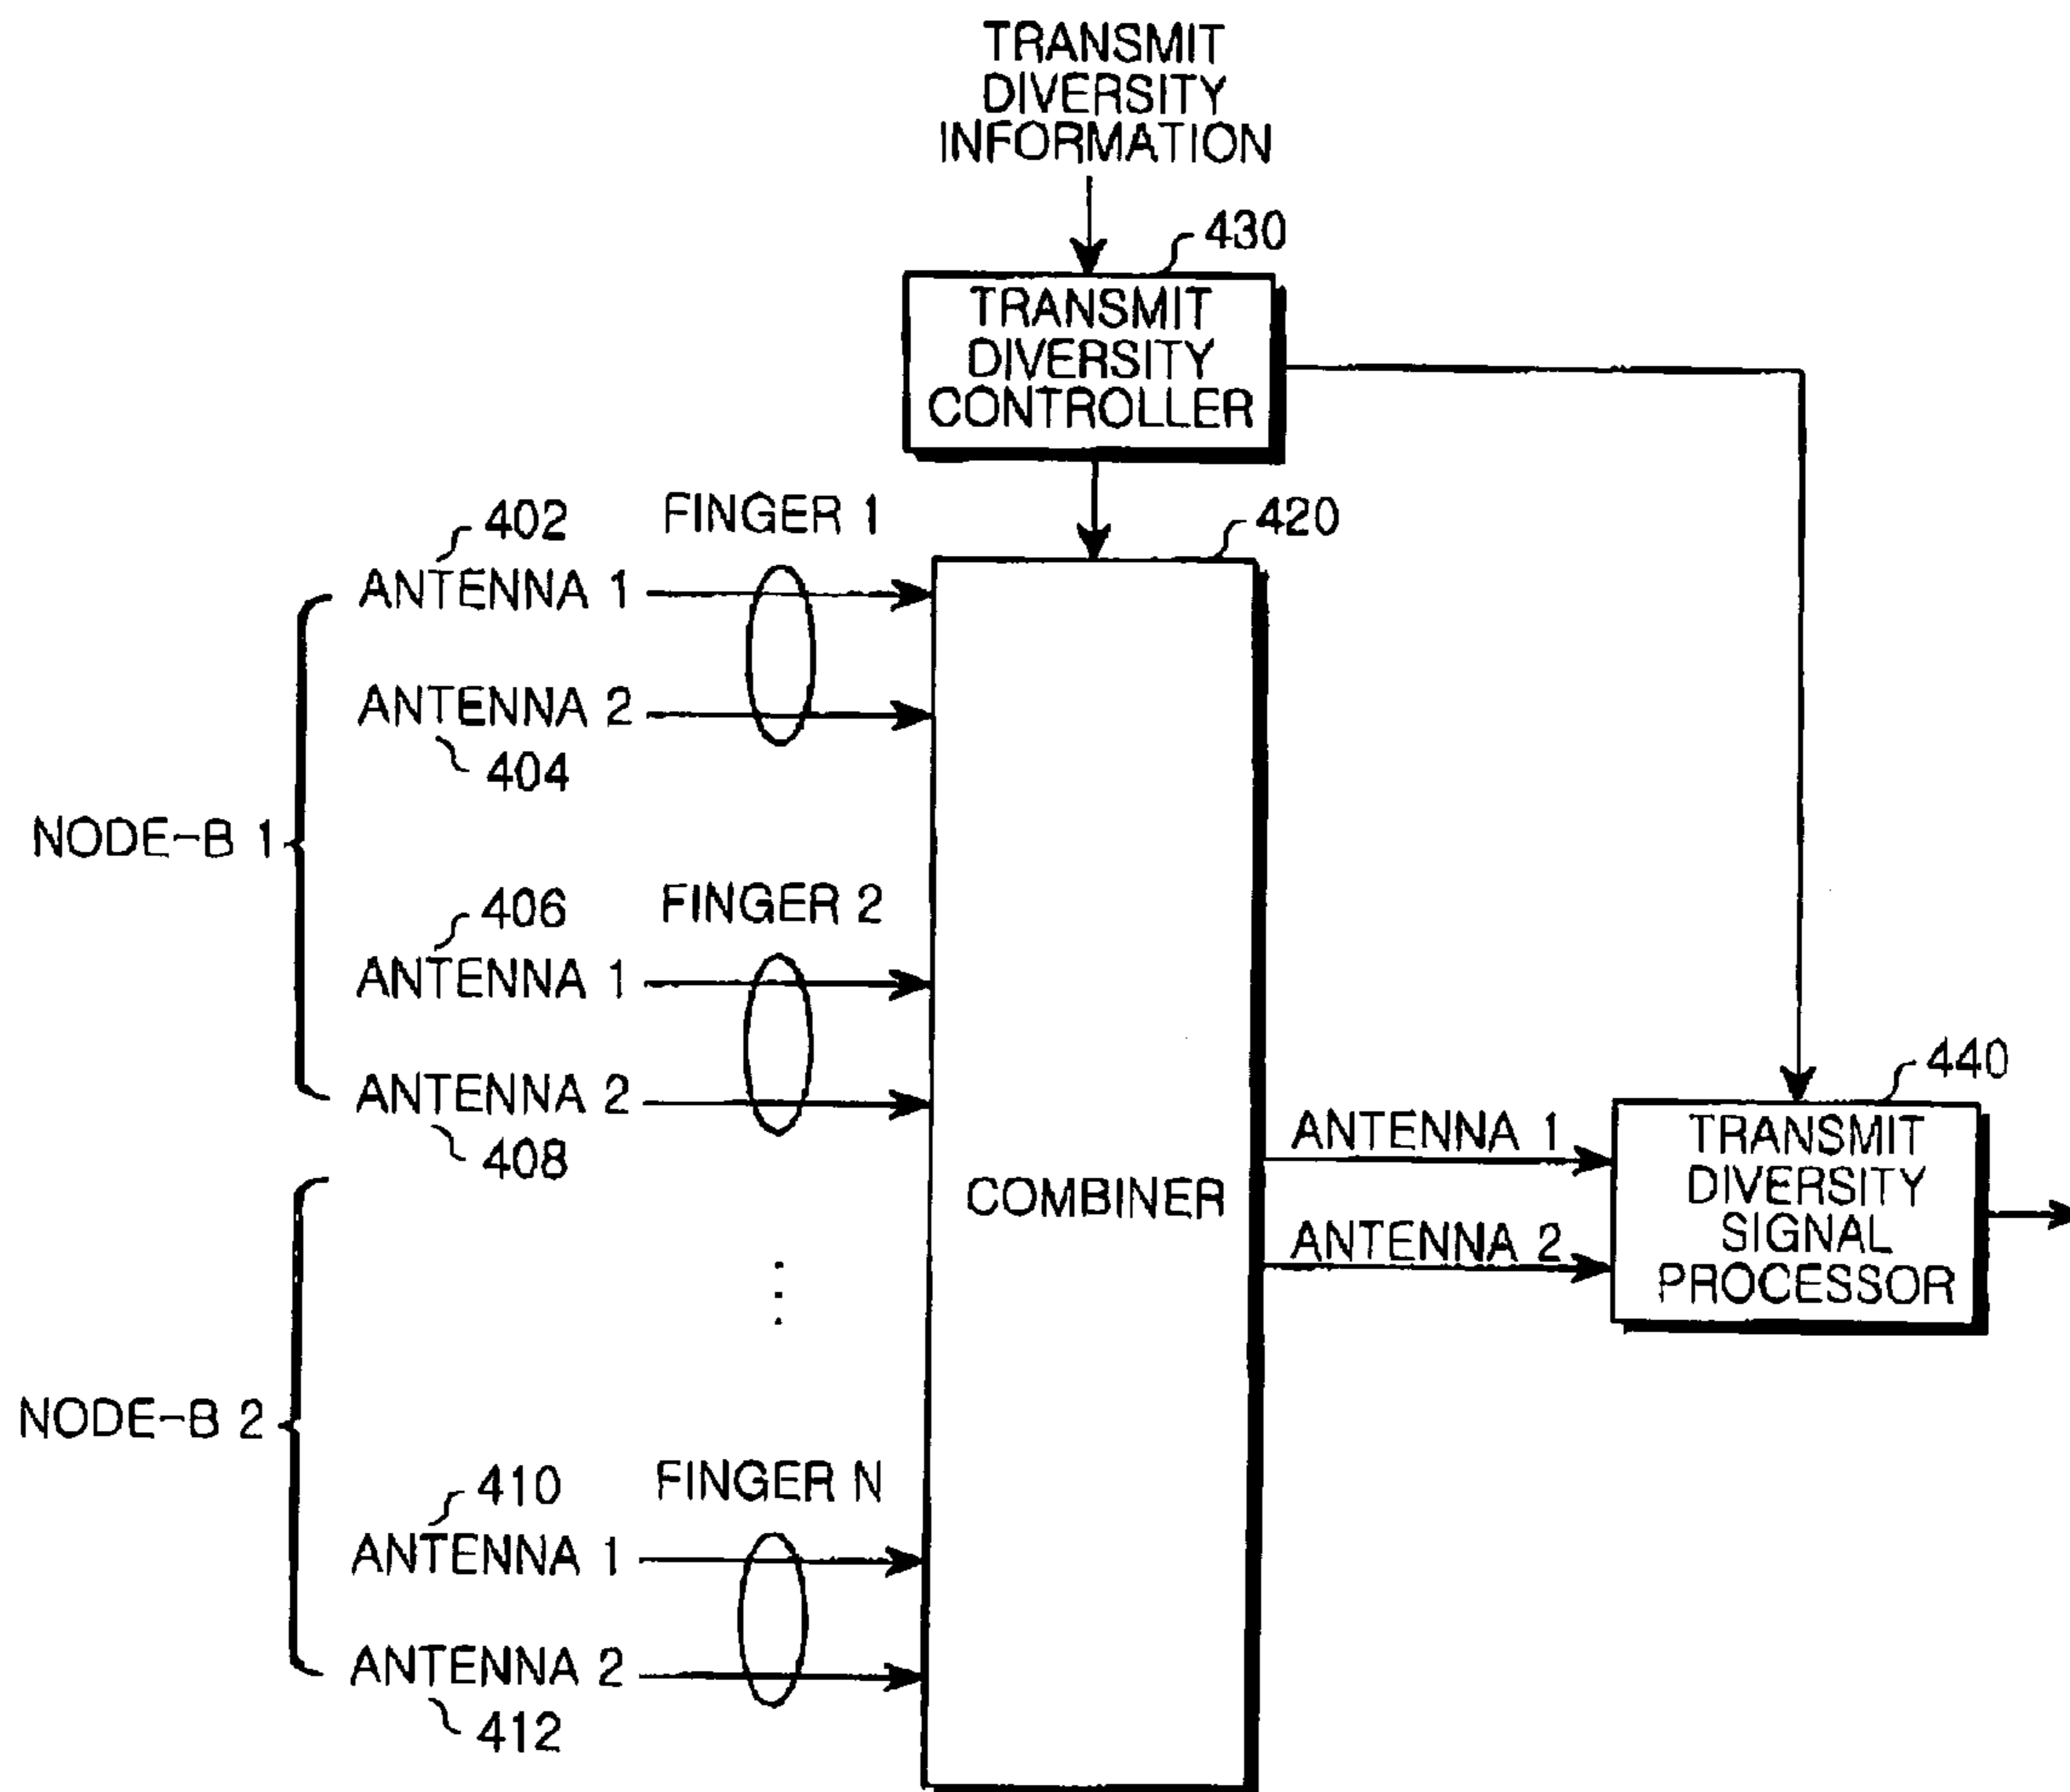 TRANSMIT
DIVERSITY
INFORMATION
430
TRANSMIT
DIVERSITY
CONTROLLER
402
FINGER 1
420
ANTENNA 1
ANTENNA 2
404
NODE-B 1
406
FINGER 2
ANTENNA 1
ANTENNA 2
408
440
ANTENNA 1
TRANSMIT
DIVERSITY
SIGNAL
PROCESSOR
COMBINER
ANTENNA 2
NODE-B 2
410
FINGER N
ANTENNA 1
ANTENNA 2
412